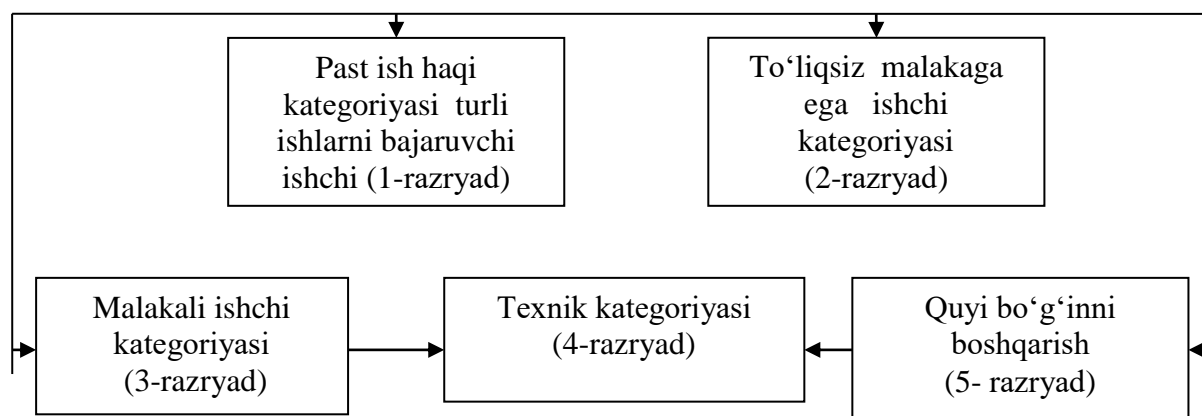 Past ish haqi
kategoriyasi turli
ishlarni bajaruvchi
ishchi (1-razryad)
To‘liqsiz malakaga
ega ishchi
kategoriyasi
(2-razryad)
Malakali ishchi
kategoriyasi
(3-razryad)
Texnik kategoriyasi
(4-razryad)
Quyi bo‘g‘inni
boshqarish
(5- razryad)